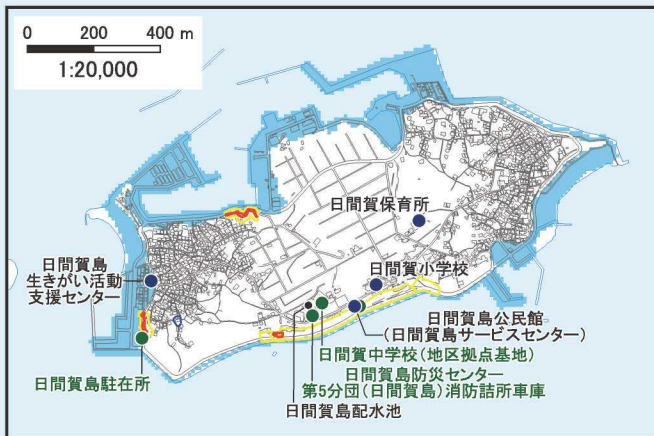 0 200 400 m
1:20,000
日間賀保育所
日間賀島
生きがい活動
支援センター
日間賀小学校
日間賀島公民館
(日間賀島サービスセンター)
日間賀中学校(地区拠点基地)
日間賀島駐在所
日間賀島防災センター
第5分団(日間賀島)消防詰所車庫
日間賀島配水池